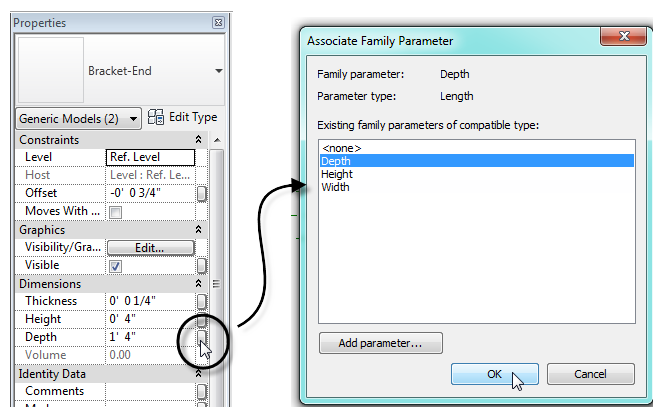 Properties
Bracket-End
Generic Models (2) Edit Type
Constraints
Level Ref. Level
Host Level : Ref. Le...
Offset -0' 0 3/4"
Moves With ...
Graphics
Visibility/Gra... Edit...
Visible
Dimensions
Thickness 0' 0 1/4"
Height 0' 4"
Depth 1' 4"
Volume 0.00
Identity Data
Comments
Associate Family Parameter
Family parameter: Depth
Parameter type: Length
Existing family parameters of compatible type:
<none>
Depth
Height
Width
Add parameter...
OK Cancel